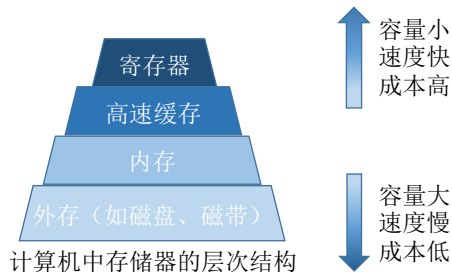 寄存器
高速缓存
内存
外存（如磁盘、磁带）
计算机中存储器的层次结构
容量小
速度快
成本高
容量大
速度慢
成本低